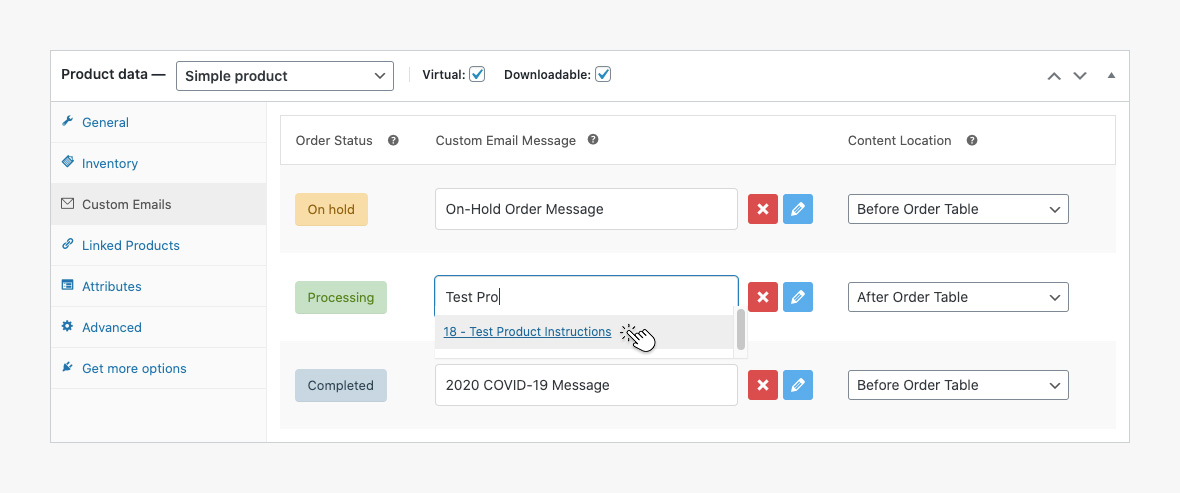 Product data — Simple product Virtual: Downloadable:
General
Inventory
Custom Emails
Linked Products
Attributes
Advanced
Get more options
Order Status ? Custom Email Message ? Content Location ?
On hold On-Hold Order Message Before Order Table
Processing Test Pro After Order Table
18 - Test Product Instructions
Completed 2020 COVID-19 Message Before Order Table